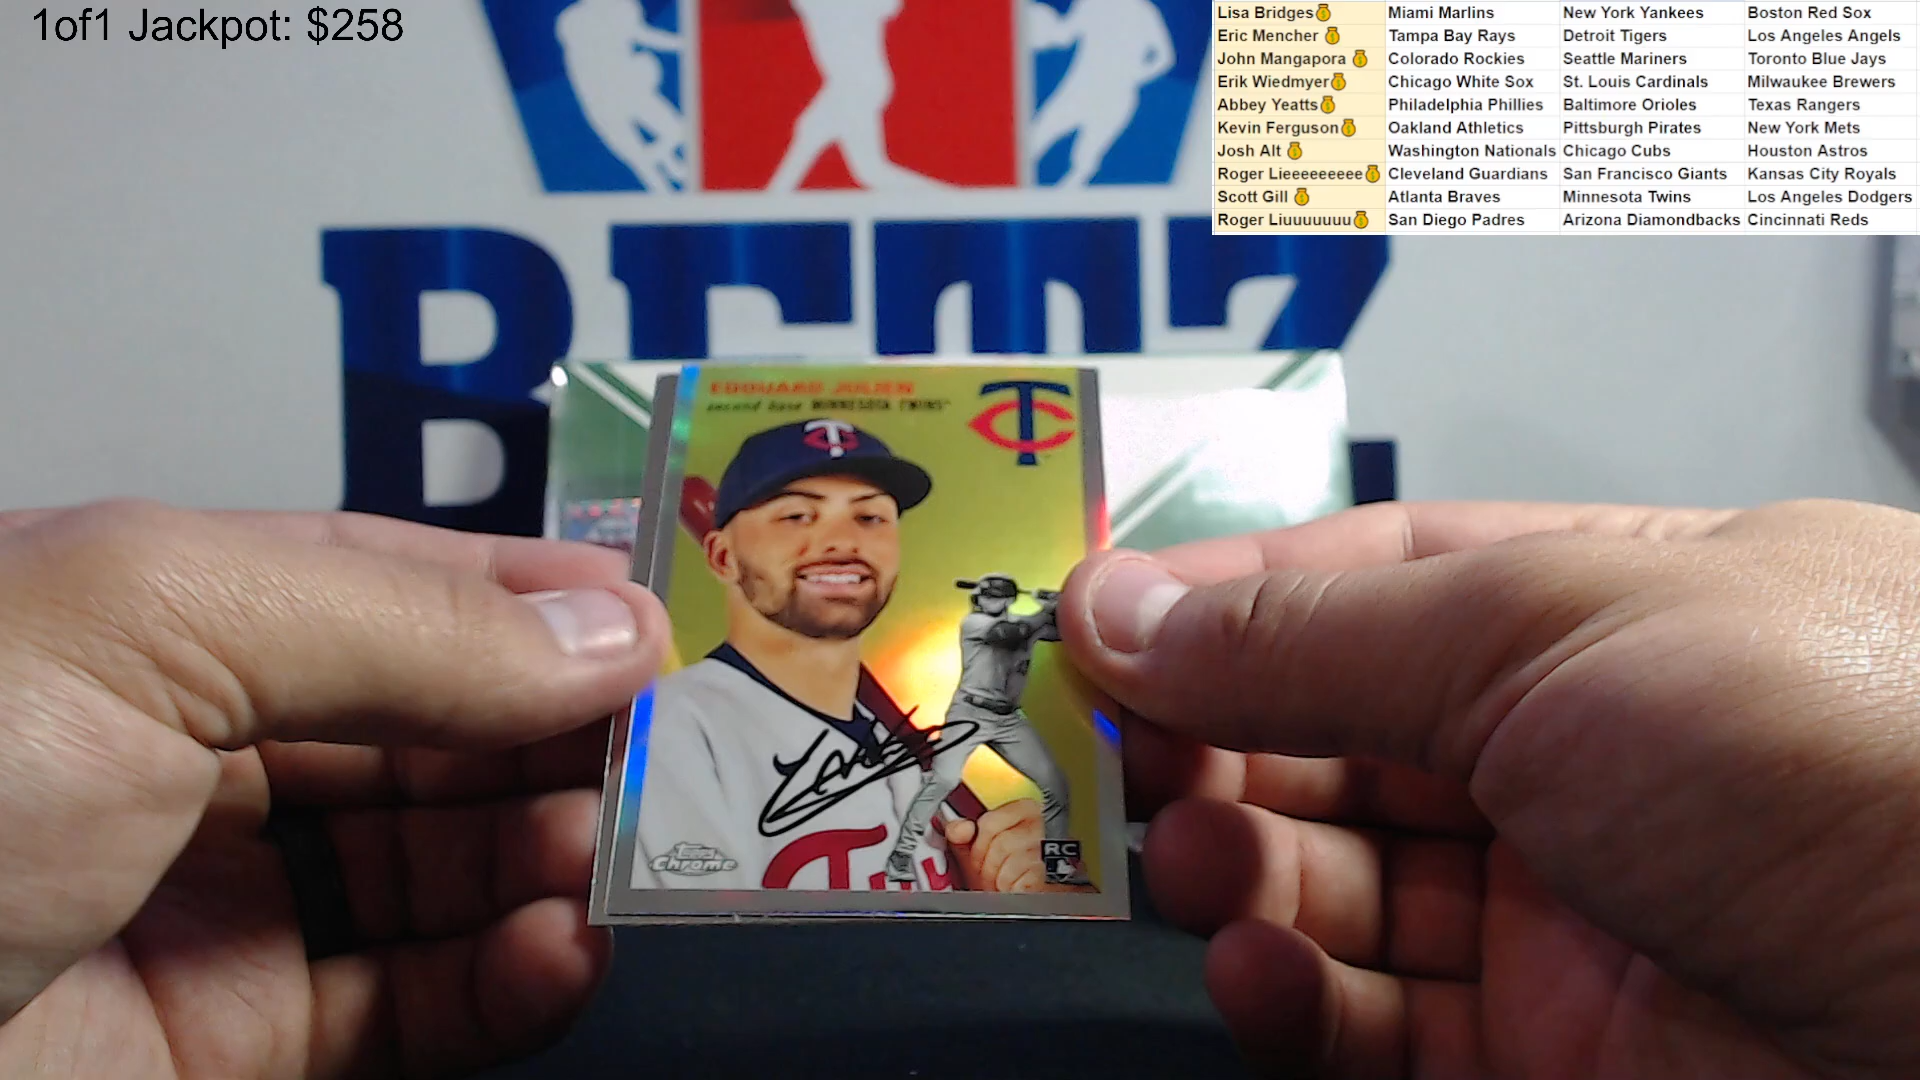 1of1 Jackpot: $258
Lisa Bridges Miami Marlins New York Yankees Boston Red Sox
Eric Mencher Tampa Bay Rays Detroit Tigers Los Angeles Angels
John Mangapora Colorado Rockies Seattle Mariners Toronto Blue Jays
Erik Wiedmyer Chicago White Sox St. Louis Cardinals Milwaukee Brewers
Abbey Yeatts Philadelphia Phillies Baltimore Orioles Texas Rangers
Kevin Ferguson Oakland Athletics Pittsburgh Pirates New York Mets
Josh Alt Washington Nationals Chicago Cubs Houston Astros
Roger Lieeeeeeeee Cleveland Guardians San Francisco Giants Kansas City Royals
Scott Gill Atlanta Braves Minnesota Twins Los Angeles Dodgers
Roger Liuuuuuuu San Diego Padres Arizona Diamondbacks Cincinnati Reds
EDOUARD JULIEN
second base MINNESOTA TWINS
TC
TC
Topps
Chrome
RC